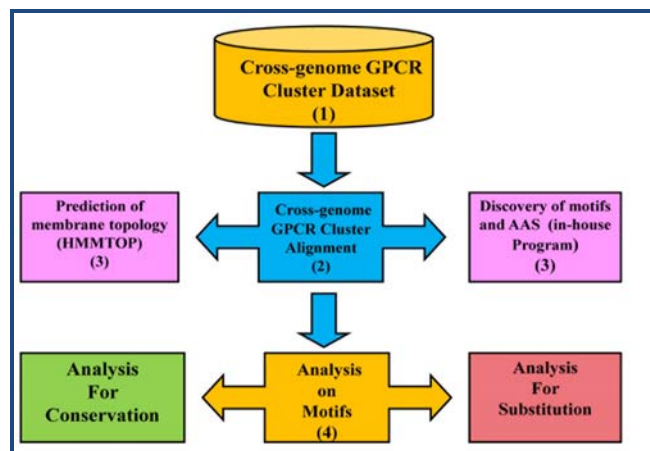 Cross-genome GPCR
Cluster Dataset
(1)
Prediction of
membrane topology
(HMMTOP)
(3)
Cross-genome
GPCR Cluster
Alignment
(2)
Discovery of motifs
and AAS (in-house
Program)
(3)
Analysis
For
Conservation
Analysis
on
Motifs
(4)
Analysis
For
Substitution